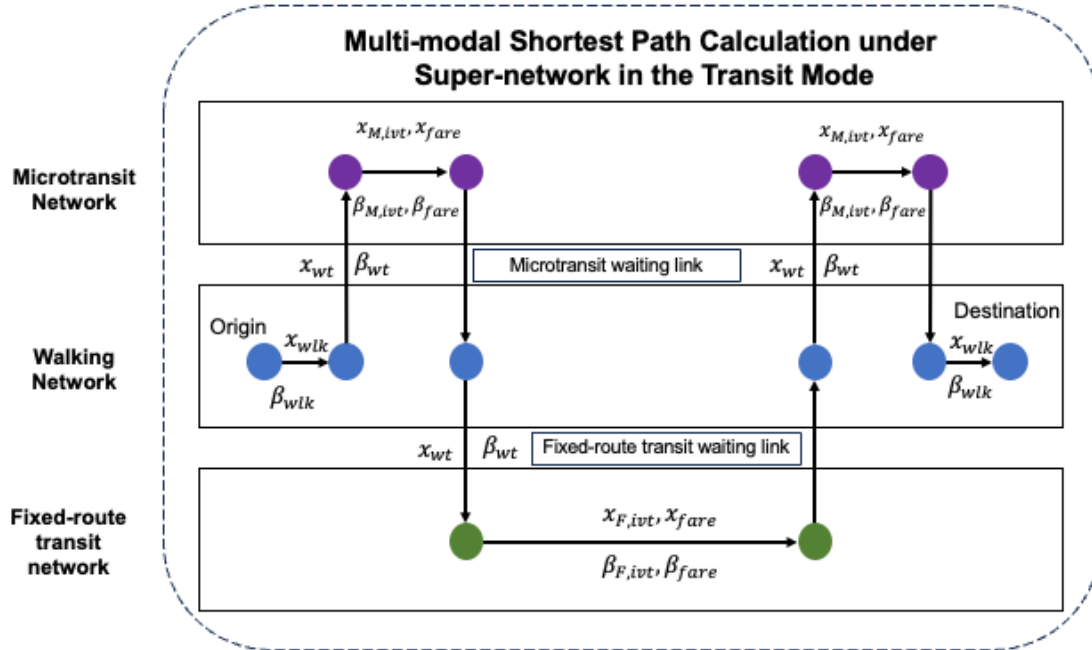 Multi-modal Shortest Path Calculation under
Super-network in the Transit Mode
Microtransit
Network
x_{M,ivt}, x_{fare}
β_{M,ivt}, β_{fare}
x_{M,ivt}, x_{fare}
β_{M,ivt}, β_{fare}
x_{wt} β_{wt}
Microtransit waiting link
x_{wt} β_{wt}
Walking
Network
Origin
x_{wlk}
β_{wlk}
Destination
x_{wlk}
β_{wlk}
x_{wt} β_{wt}
Fixed-route transit waiting link
Fixed-route
transit
network
x_{F,ivt}, x_{fare}
β_{F,ivt}, β_{fare}